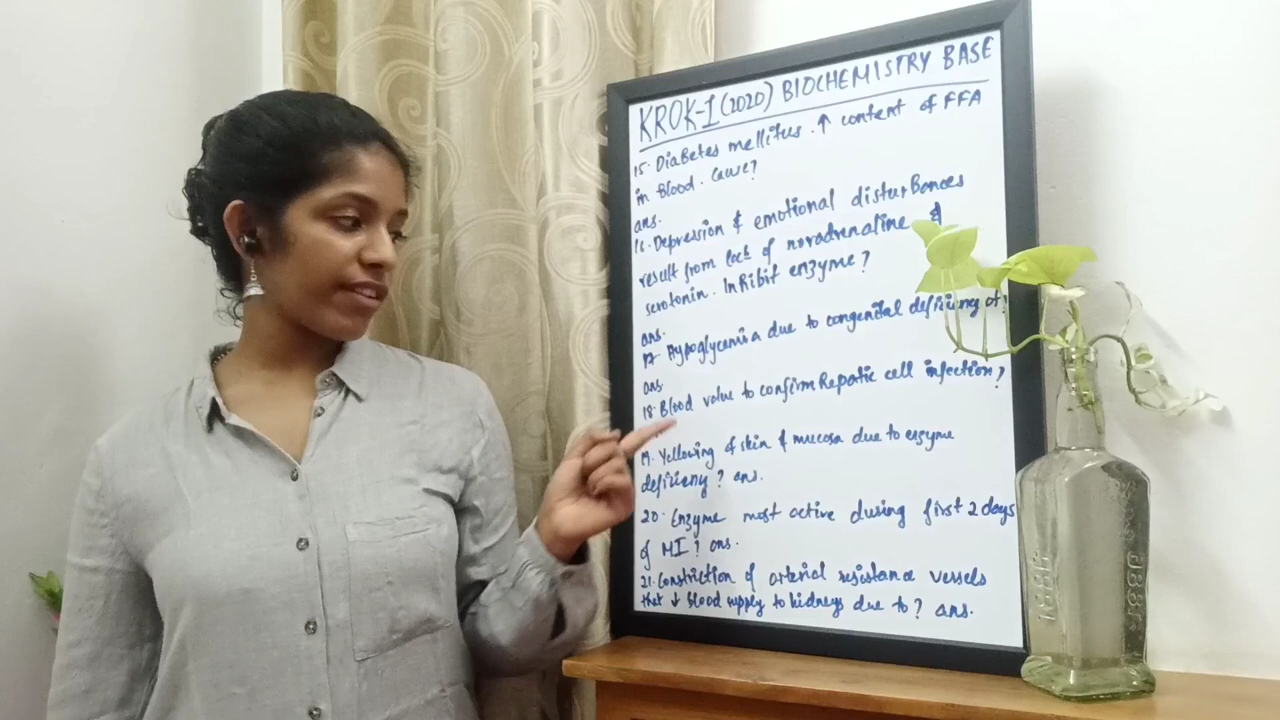 KROK-1 (2020) BIOCHEMISTRY BASE
15. Diabetes mellitus. ↑ content of FFA
in Blood. Cause?
ans.
16. Depression & emotional disturbances
result from lack of noradrenaline &
serotonin. Inhibit enzyme?
ans.
17. Hypoglycemia due to congenital deficiency of?
ans.
18. Blood value to confirm hepatic cell infection?
19. Yellowing of skin & mucosa due to enzyme
deficieny? ans.
20. Enzyme most active during first 2 days
of MI? ans.
21. Constriction of arterial resistance vessels
that ↓ blood supply to kidneys due to? ans.